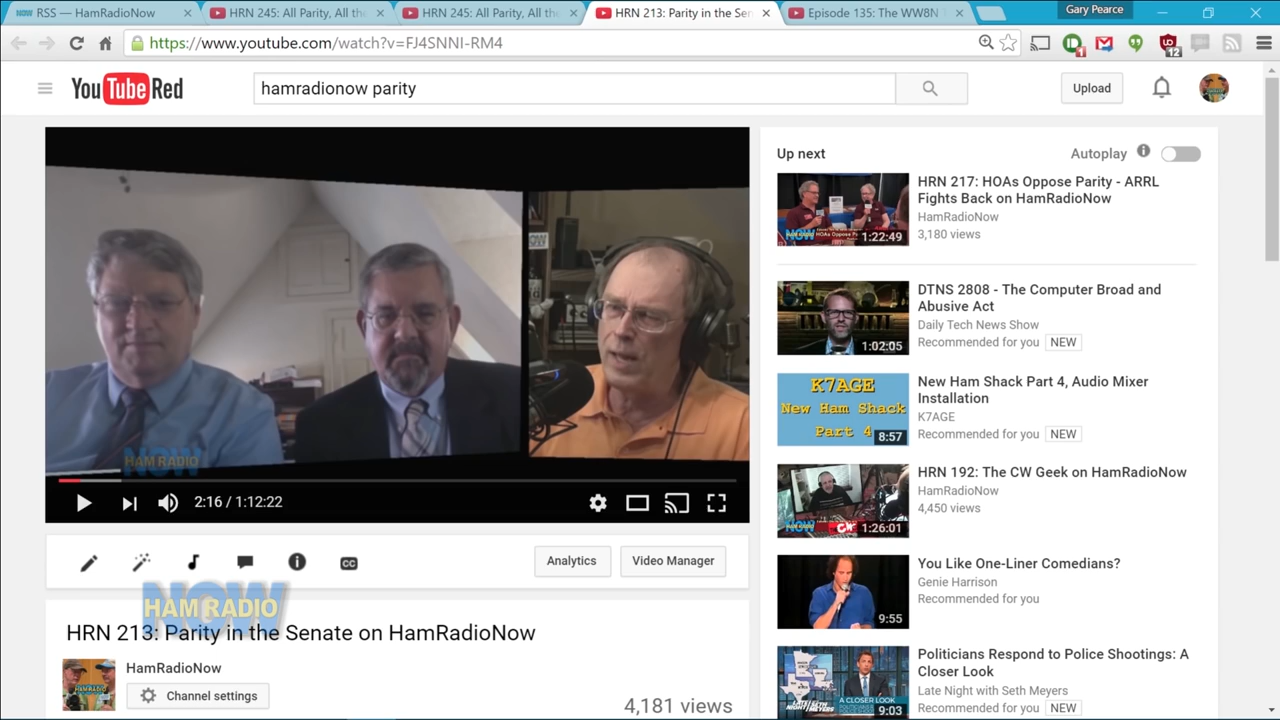 RSS — HamRadioNow
HRN 245: All Parity, All the
HRN 245: All Parity, All the
HRN 213: Parity in the Sen
Episode 135: The WW8N T
Gary Pearce
https://www.youtube.com/watch?v=FJ4SNNI-RM4
1
12
YouTube Red
hamradionow parity
Upload
HAM RADIO
2:16 / 1:12:22
CC
Analytics
Video Manager
NOW
HAM RADIO
HRN 213: Parity in the Senate on HamRadioNow
HamRadioNow
Channel settings
4,181 views
Up next
Autoplay
HRN 217: HOAs Oppose Parity - ARRL
Fights Back on HamRadioNow
HamRadioNow
3,180 views
1:22:49
DTNS 2808 - The Computer Broad and
Abusive Act
Daily Tech News Show
Recommended for you NEW
1:02:05
K7AGE
New Ham Shack
Part 4
8:57
New Ham Shack Part 4, Audio Mixer
Installation
K7AGE
Recommended for you NEW
HRN 192: The CW Geek on HamRadioNow
HamRadioNow
4,450 views
NOW
1:26:01
You Like One-Liner Comedians?
Genie Harrison
Recommended for you
9:55
Politicians Respond to Police Shootings: A
Closer Look
Late Night with Seth Meyers
Recommended for you NEW
A CLOSER LOOK
9:03